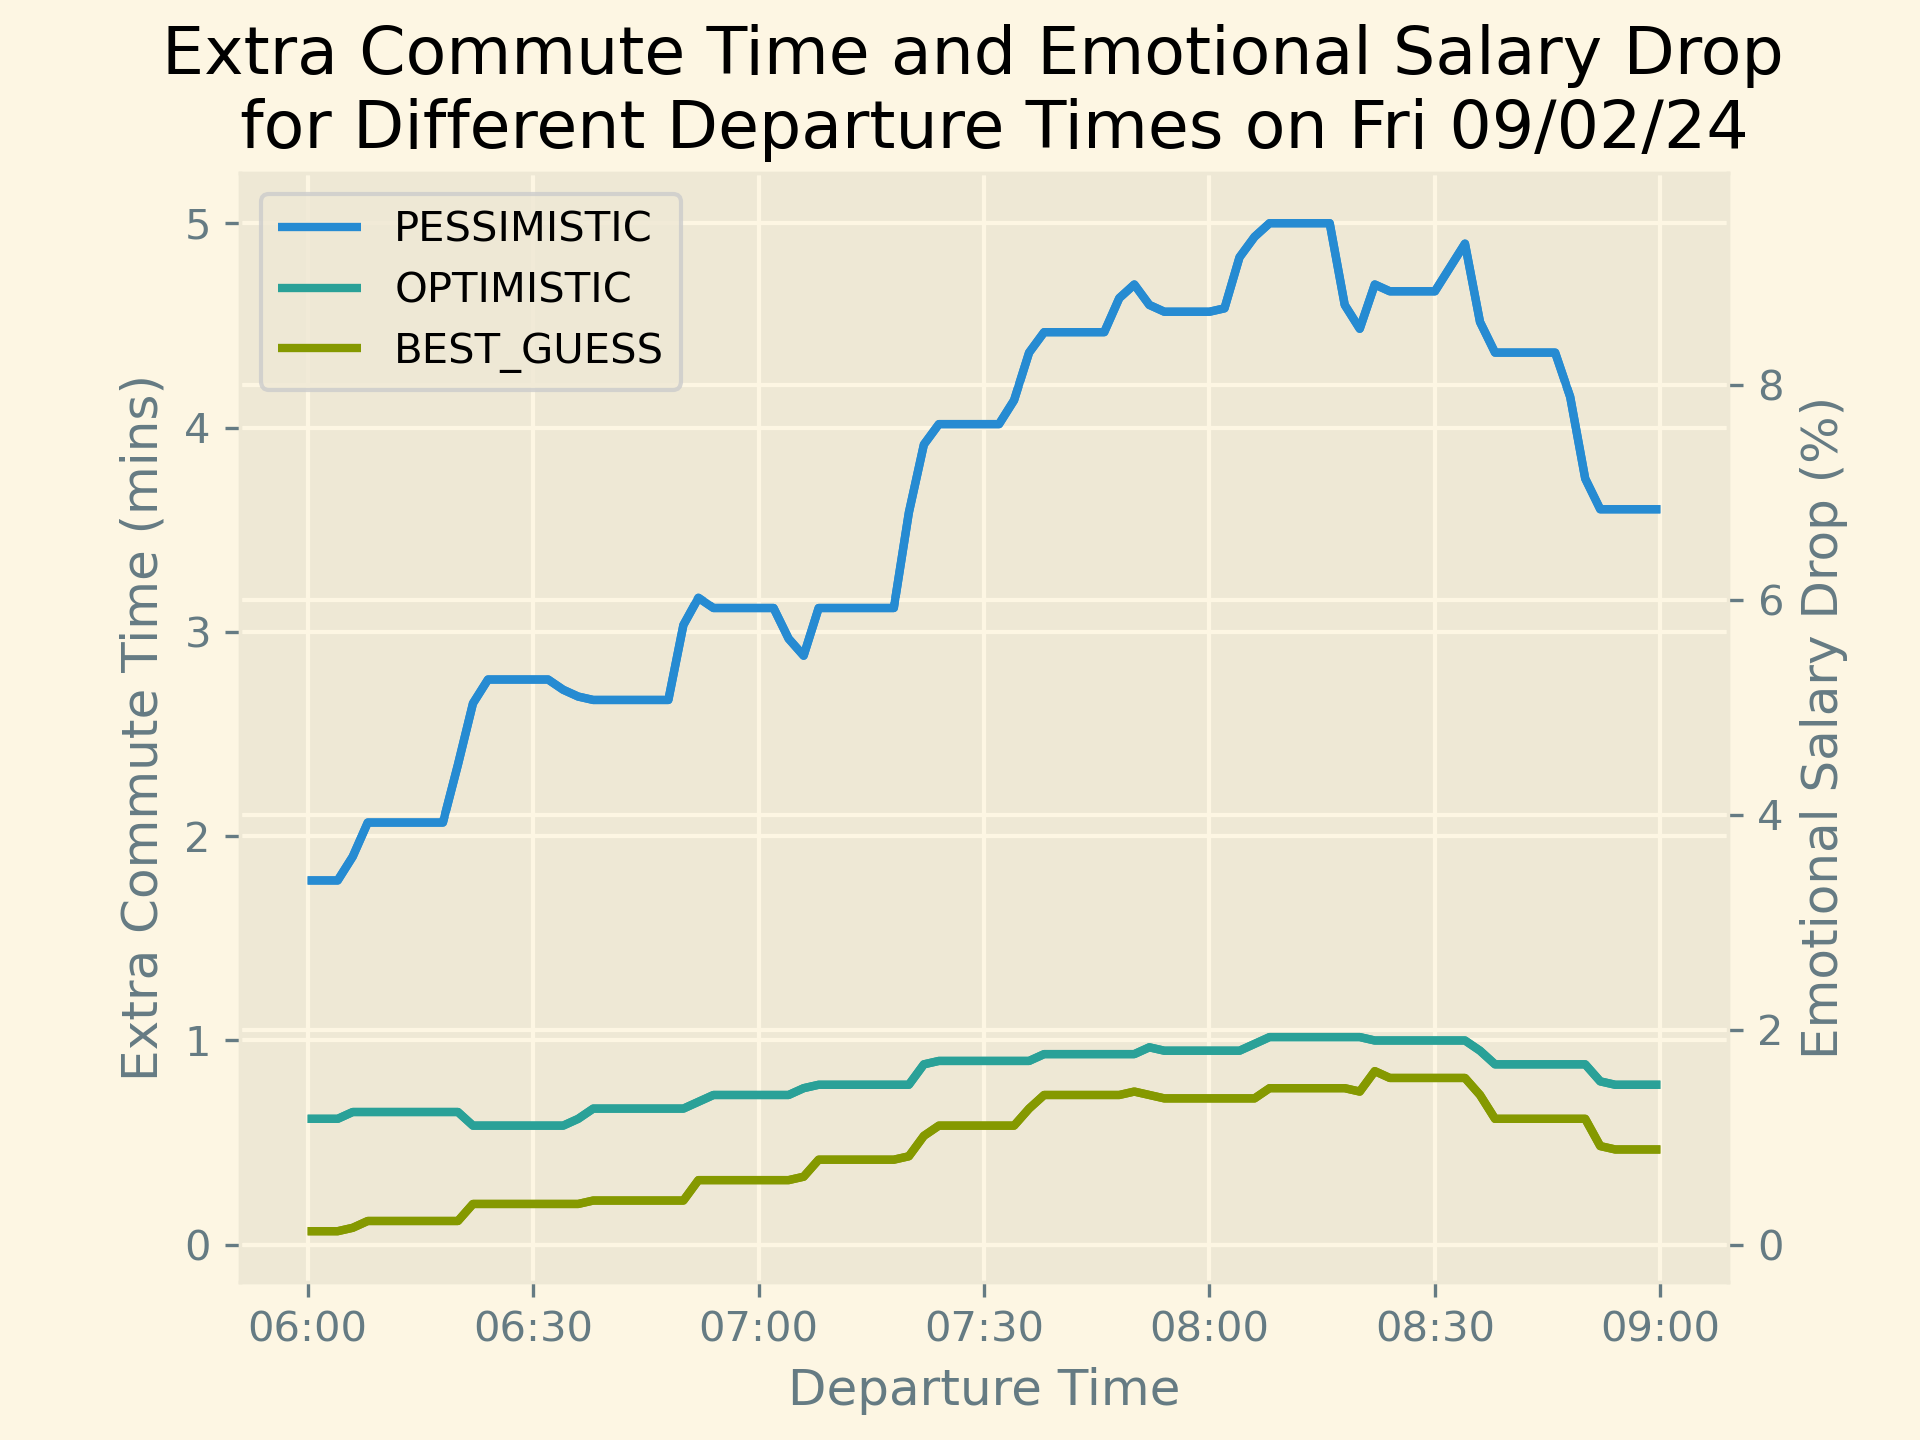 Extra Commute Time and Emotional Salary Drop
for Different Departure Times on Fri 09/02/24
PESSIMISTIC
OPTIMISTIC
BEST_GUESS
Extra Commute Time (mins)
5
4
3
2
1
0
Emotional Salary Drop (%)
8
6
4
2
0
06:00 06:30 07:00 07:30 08:00 08:30 09:00
Departure Time